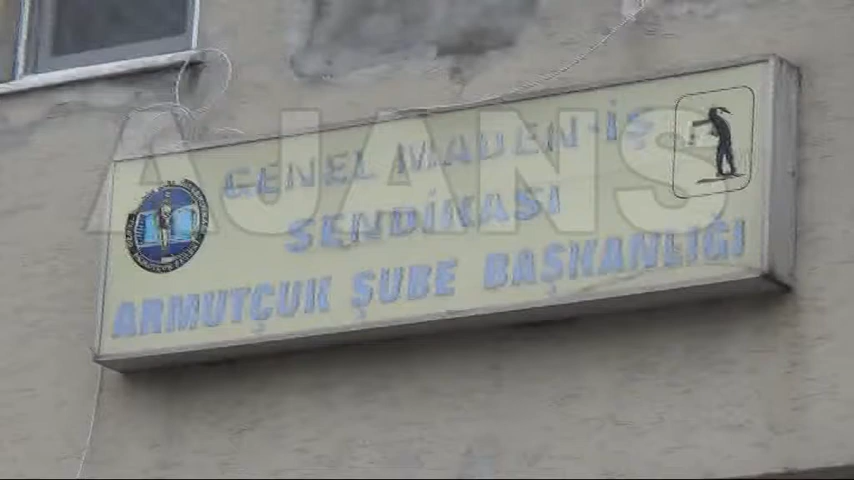 GENEL MADEN-İŞ
SENDİKASI
ARMUTÇUK ŞUBE BAŞKANLIĞI
AJANS